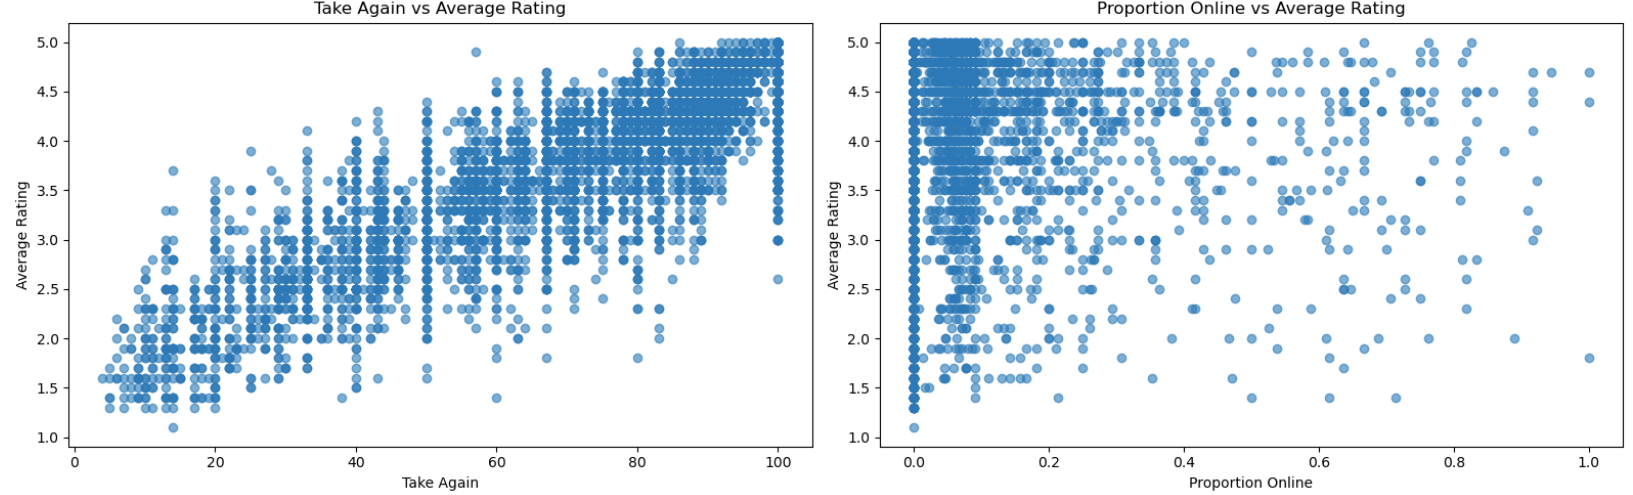 Take Again vs Average Rating
Average Rating
5.0
4.5
4.0
3.5
3.0
2.5
2.0
1.5
1.0
0 20 40 60 80 100
Take Again
Proportion Online vs Average Rating
Average Rating
5.0
4.5
4.0
3.5
3.0
2.5
2.0
1.5
1.0
0.0 0.2 0.4 0.6 0.8 1.0
Proportion Online